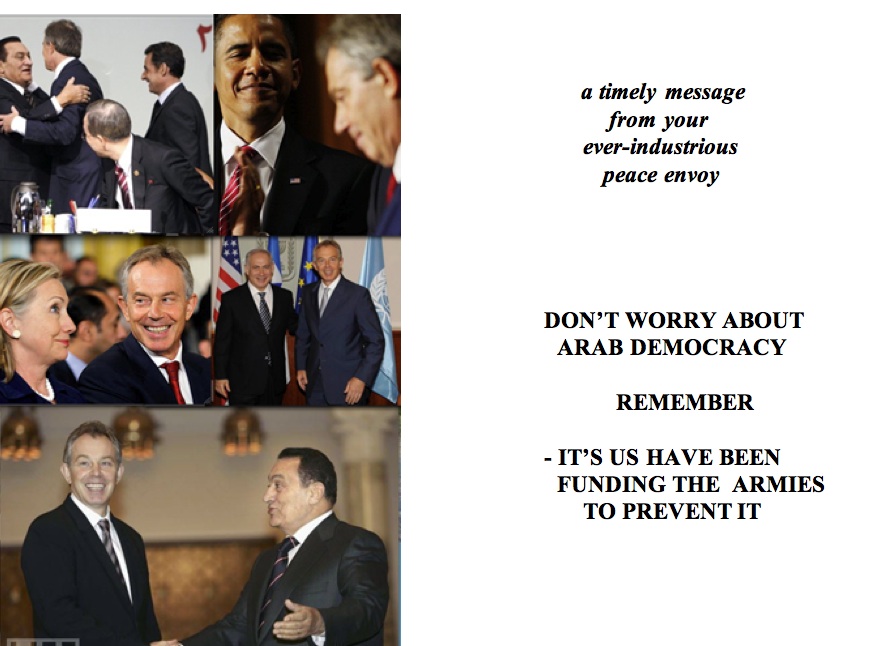 a timely message
from your
ever-industrious
peace envoy
DON'T WORRY ABOUT
ARAB DEMOCRACY
REMEMBER
- IT'S US HAVE BEEN
FUNDING THE ARMIES
TO PREVENT IT